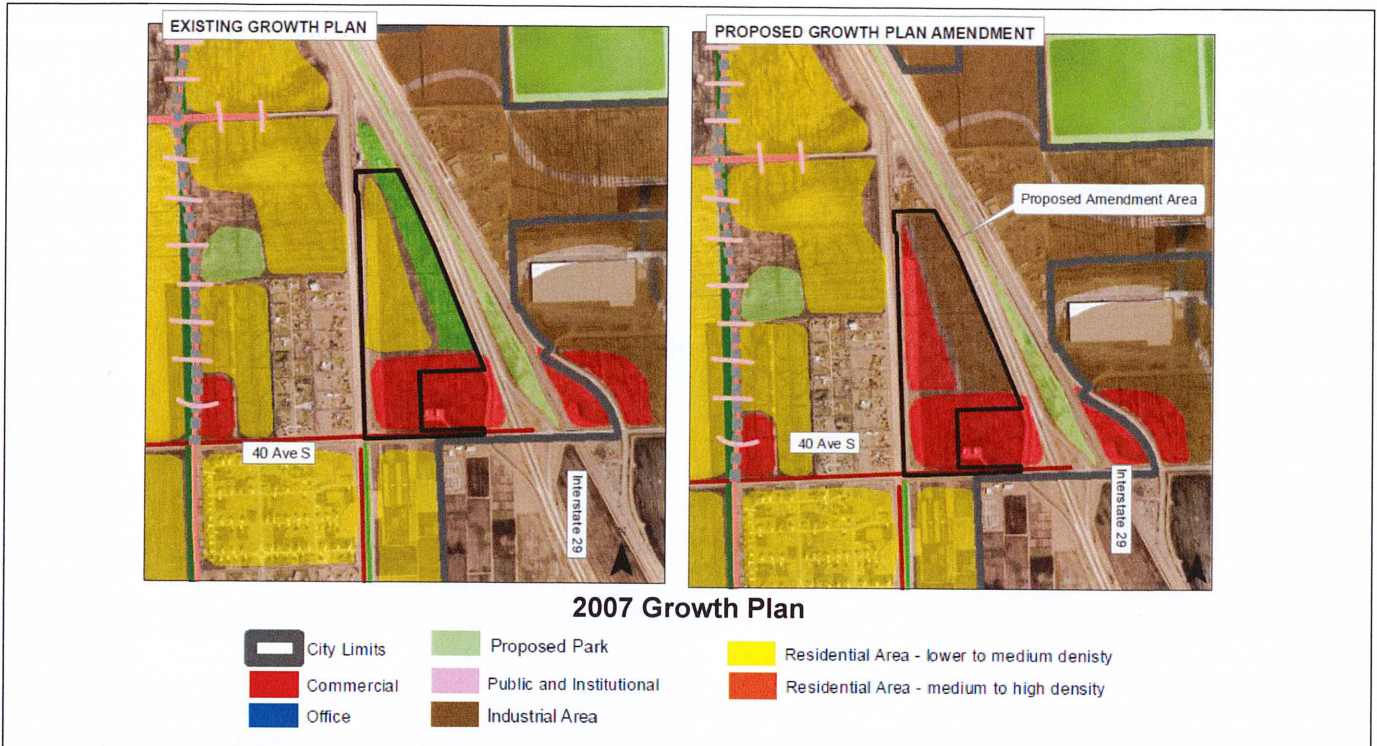 EXISTING GROWTH PLAN
PROPOSED GROWTH PLAN AMENDMENT
Proposed Amendment Area
40 Ave S
Interstate 29
40 Ave S
Interstate 29
2007 Growth Plan
City Limits
Proposed Park
Residential Area - lower to medium denisty
Commercial
Public and Institutional
Residential Area - medium to high density
Office
Industrial Area